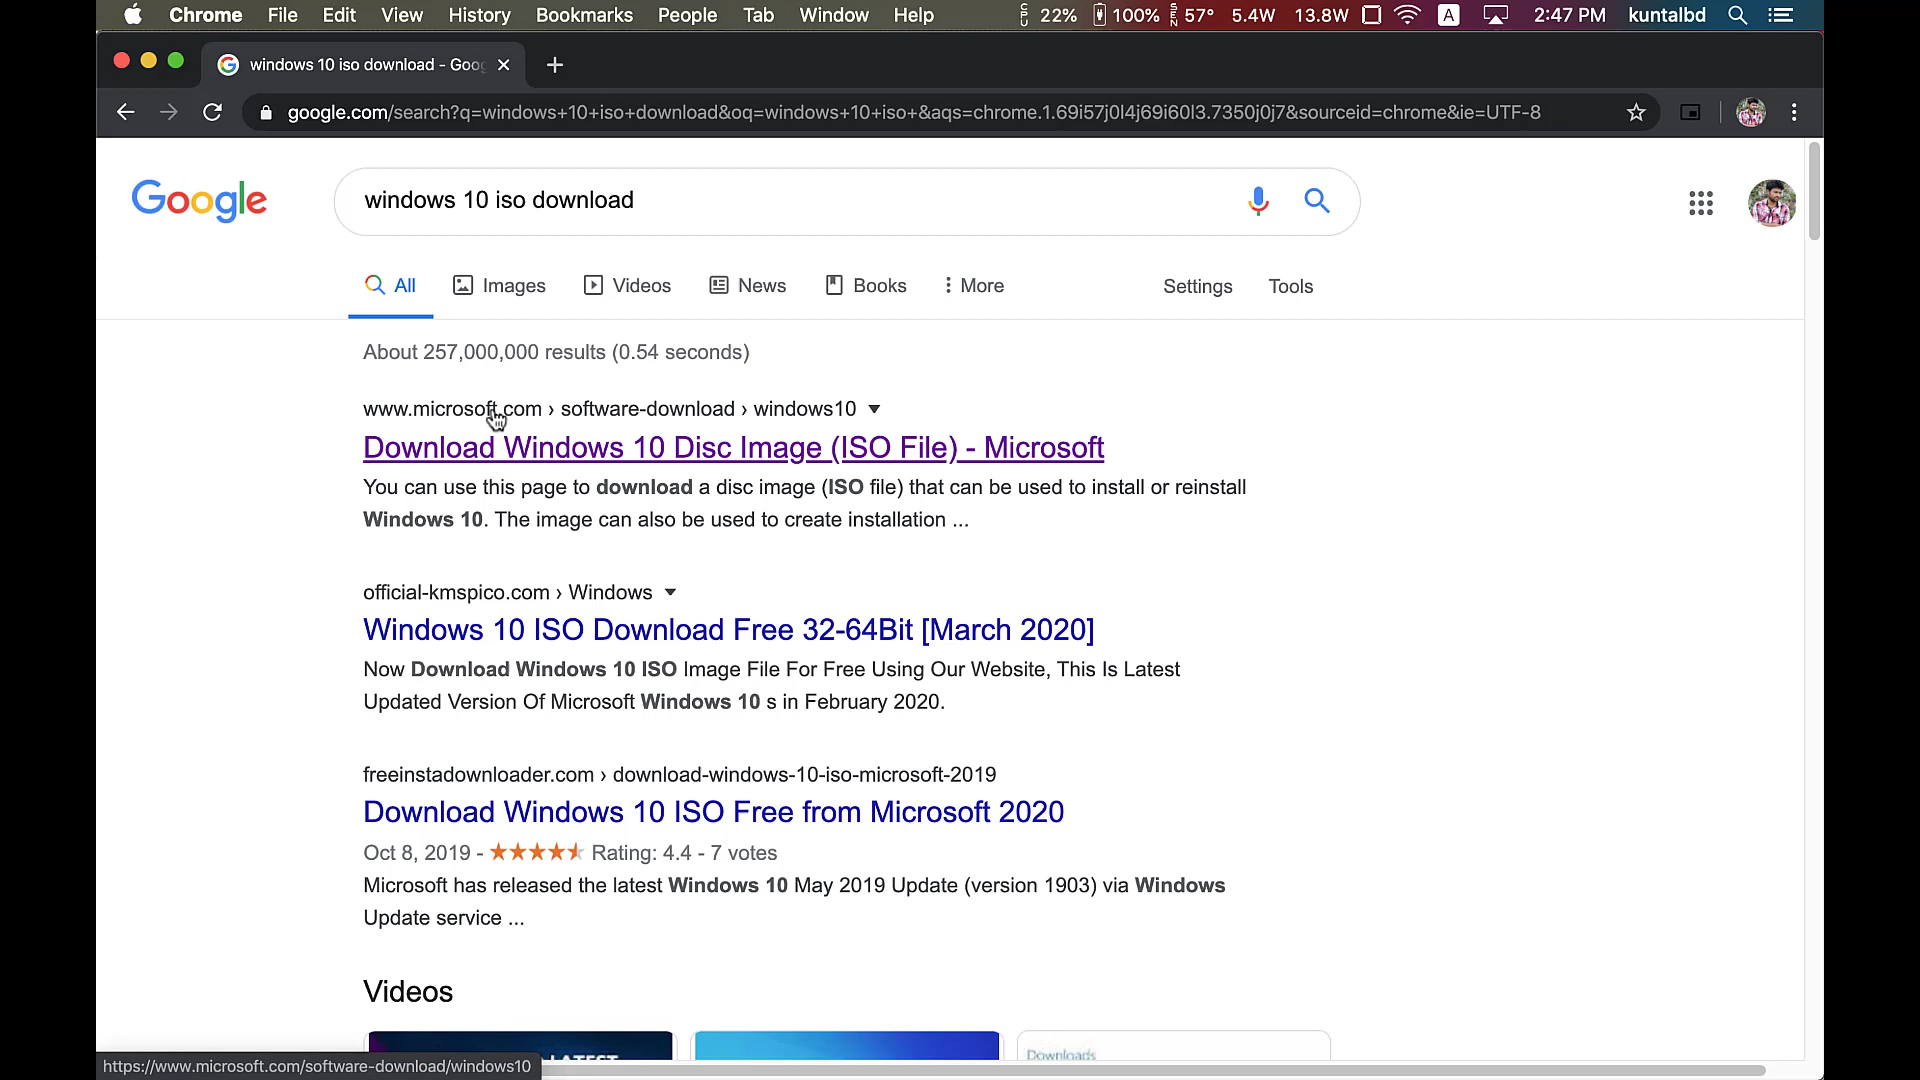 Chrome File Edit View History Bookmarks People Tab Window Help CPU 22% 100% SEN 57° 5.4W 13.8W A 2:47 PM kuntalbd
windows 10 iso download - Goo
google.com/search?q=windows+10+iso+download&oq=windows+10+iso+&aqs=chrome.1.69i57j0l4j69i60l3.7350j0j7&sourceid=chrome&ie=UTF-8
Google windows 10 iso download
All Images Videos News Books More Settings Tools
About 257,000,000 results (0.54 seconds)
www.microsoft.com › software-download › windows10
Download Windows 10 Disc Image (ISO File) - Microsoft
You can use this page to download a disc image (ISO file) that can be used to install or reinstall
Windows 10. The image can also be used to create installation ...
official-kmspico.com › Windows
Windows 10 ISO Download Free 32-64Bit [March 2020]
Now Download Windows 10 ISO Image File For Free Using Our Website, This Is Latest
Updated Version Of Microsoft Windows 10 s in February 2020.
freeinstadownloader.com › download-windows-10-iso-microsoft-2019
Download Windows 10 ISO Free from Microsoft 2020
Oct 8, 2019 - Rating: 4.4 - 7 votes
Microsoft has released the latest Windows 10 May 2019 Update (version 1903) via Windows
Update service ...
Videos
LATEST
Downloads
https://www.microsoft.com/software-download/windows10